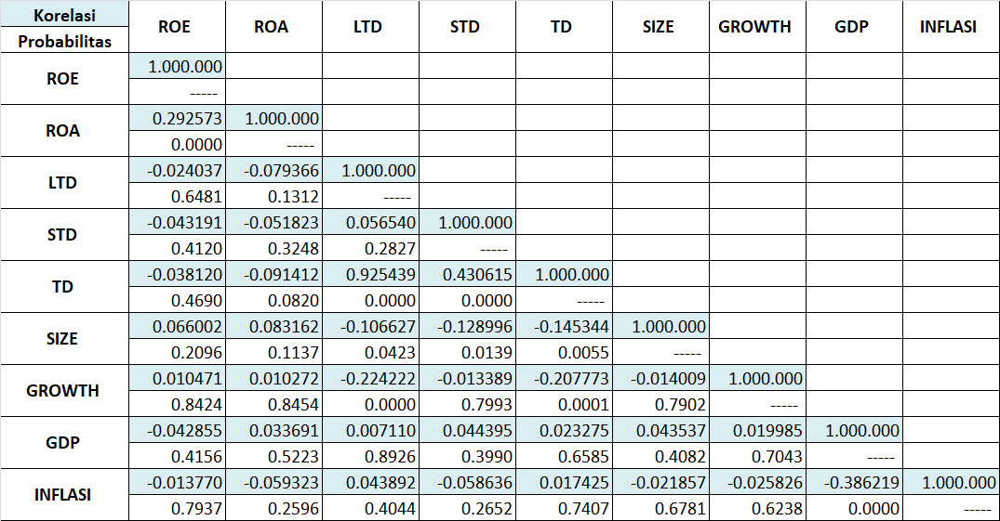 Korelasi
Probabilitas
ROE ROA LTD STD TD SIZE GROWTH GDP INFLASI
ROE
1.000.000
-----
ROA
0.292573 1.000.000
0.0000 -----
LTD
-0.024037 -0.079366 1.000.000
0.6481 0.1312 -----
STD
-0.043191 -0.051823 0.056540 1.000.000
0.4120 0.3248 0.2827 -----
TD
-0.038120 -0.091412 0.925439 0.430615 1.000.000
0.4690 0.0820 0.0000 0.0000 -----
SIZE
0.066002 0.083162 -0.106627 -0.128996 -0.145344 1.000.000
0.2096 0.1137 0.0423 0.0139 0.0055 -----
GROWTH
0.010471 0.010272 -0.224222 -0.013389 -0.207773 -0.014009 1.000.000
0.8424 0.8454 0.0000 0.7993 0.0001 0.7902 -----
GDP
-0.042855 0.033691 0.007110 0.044395 0.023275 0.043537 0.019985 1.000.000
0.4156 0.5223 0.8926 0.3990 0.6585 0.4082 0.7043 -----
INFLASI
-0.013770 -0.059323 0.043892 -0.058636 0.017425 -0.021857 -0.025826 -0.386219 1.000.000
0.7937 0.2596 0.4044 0.2652 0.7407 0.6781 0.6238 0.0000 -----